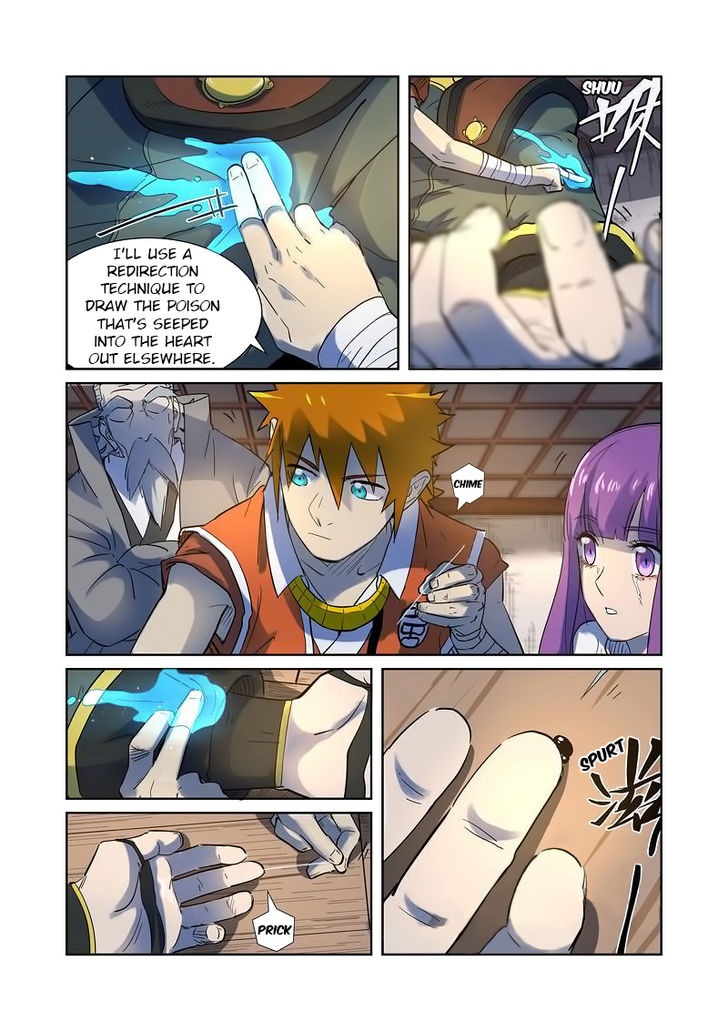 I'LL USE A
REDIRECTION
TECHNIQUE TO
DRAW THE POISON
THAT'S SEEPED
INTO THE HEART
OUT ELSEWHERE.
SHUU
CHIME
PRICK
SPURT